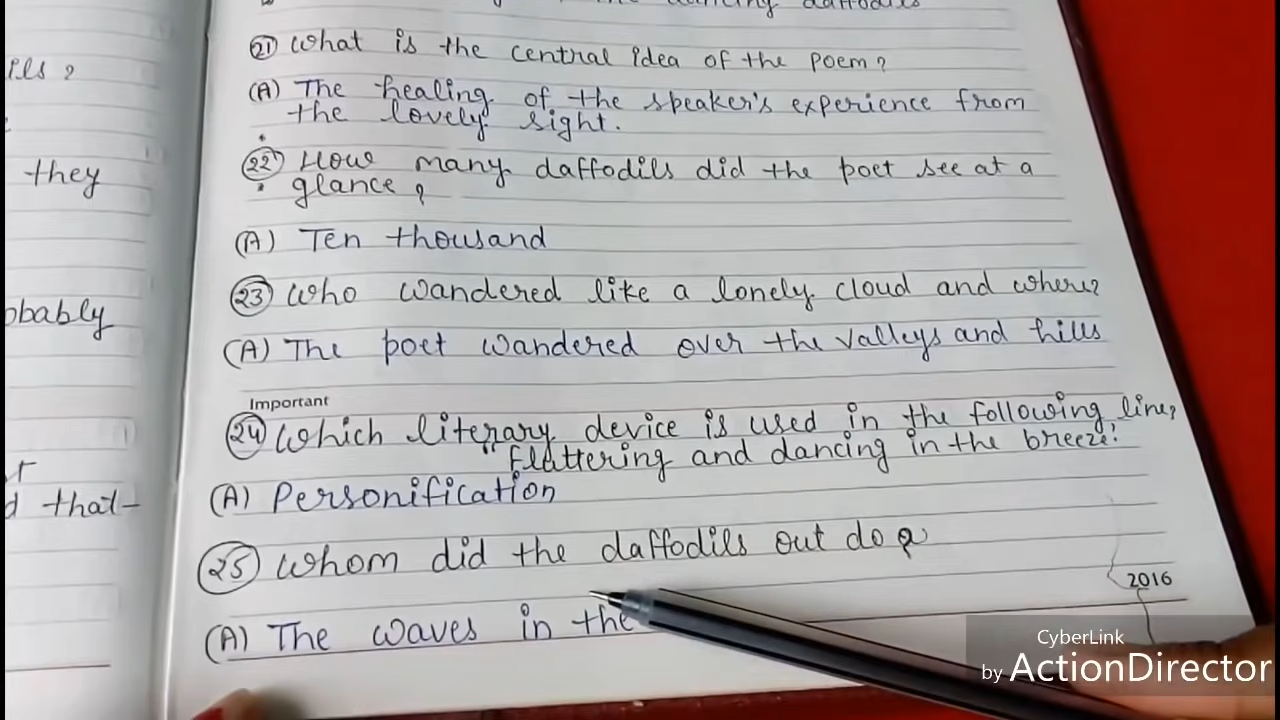 ils?
they
obably
d that-
dancing daffodils
21 What is the central idea of the poem?
(A) The healing of the speaker's experience from
the lovely sight.
22 How many daffodils did the poet see at a
glance?
(A) Ten thousand
23 Who wandered like a lonely cloud and where?
(A) The poet wandered over the valleys and hills
Important
24 Which literary device is used in the following line,
"Flattering and dancing in the breeze!
(A) Personification
25 Whom did the daffodils out do?
(A) The waves in the
2016
CyberLink
by ActionDirector